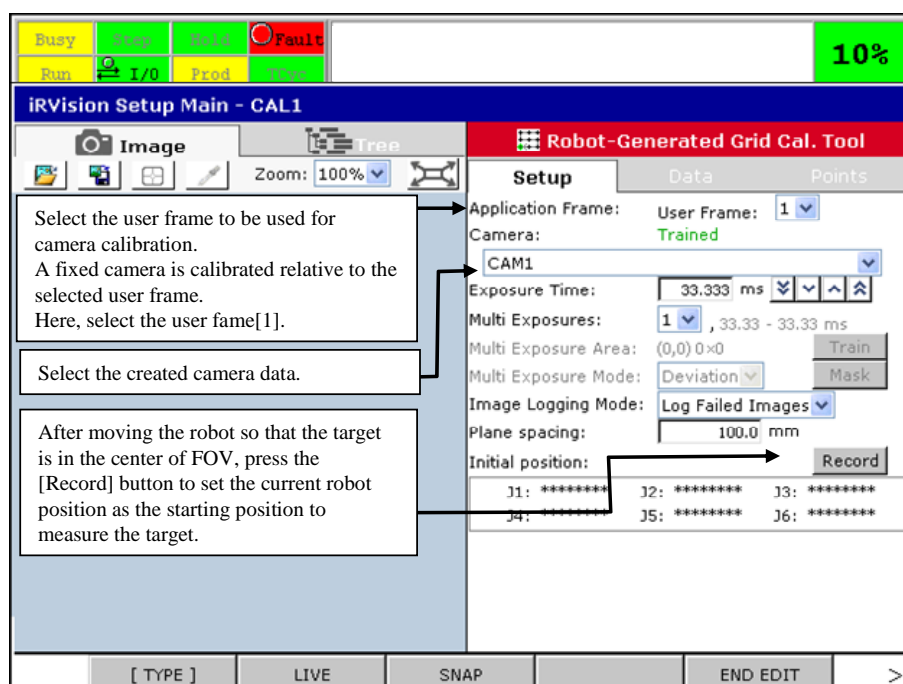 Busy Step Hold Fault
Run I/O Prod TCyc
10%
iRVision Setup Main - CAL1
Image Tree
Robot-Generated Grid Cal. Tool
Zoom: 100%
Setup Data Points
Select the user frame to be used for
camera calibration.
A fixed camera is calibrated relative to the
selected user frame.
Here, select the user fame[1].
Select the created camera data.
After moving the robot so that the target
is in the center of FOV, press the
[Record] button to set the current robot
position as the starting position to
measure the target.
Application Frame: User Frame: 1
Camera: Trained
CAM1
Exposure Time: 33.333 ms
Multi Exposures: 1 , 33.33 - 33.33 ms
Multi Exposure Area: (0,0) 0×0 Train
Multi Exposure Mode: Deviation Mask
Image Logging Mode: Log Failed Images
Plane spacing: 100.0 mm
Initial position: Record
J1: ******** J2: ******** J3: ********
J4: ******** J5: ******** J6: ********
[ TYPE ] LIVE SNAP END EDIT >